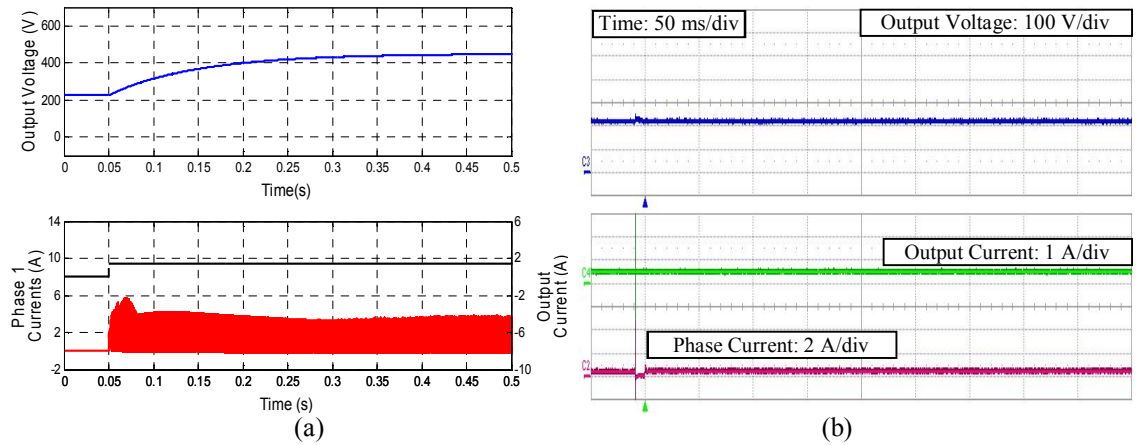 Output Voltage (V)
600
400
200
0
0 0.05 0.1 0.15 0.2 0.25 0.3 0.35 0.4 0.45 0.5
Time(s)
Phase 1
Currents (A)
14
10
6
2
-2
6
2
-2
-6
-10
Output
Current (A)
0 0.05 0.1 0.15 0.2 0.25 0.3 0.35 0.4 0.45 0.5
Time (s)
(a)
Time: 50 ms/div
Output Voltage: 100 V/div
C3
Output Current: 1 A/div
C4
Phase Current: 2 A/div
C2
(b)